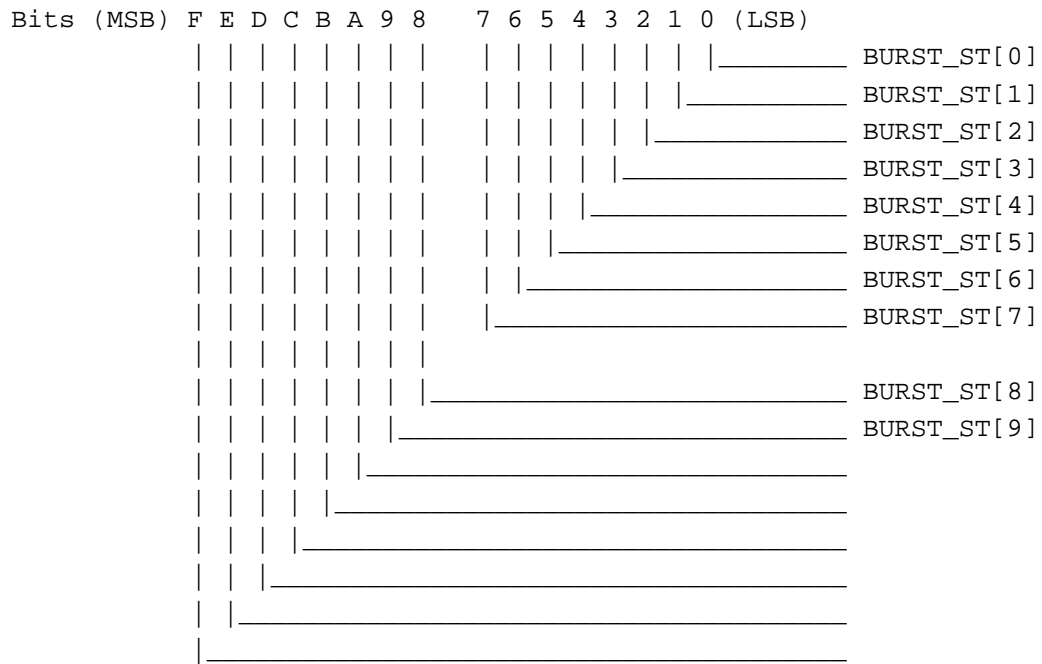 Bits (MSB) F E D C B A 9 8 7 6 5 4 3 2 1 0 (LSB)
BURST_ST[0]
BURST_ST[1]
BURST_ST[2]
BURST_ST[3]
BURST_ST[4]
BURST_ST[5]
BURST_ST[6]
BURST_ST[7]
BURST_ST[8]
BURST_ST[9]